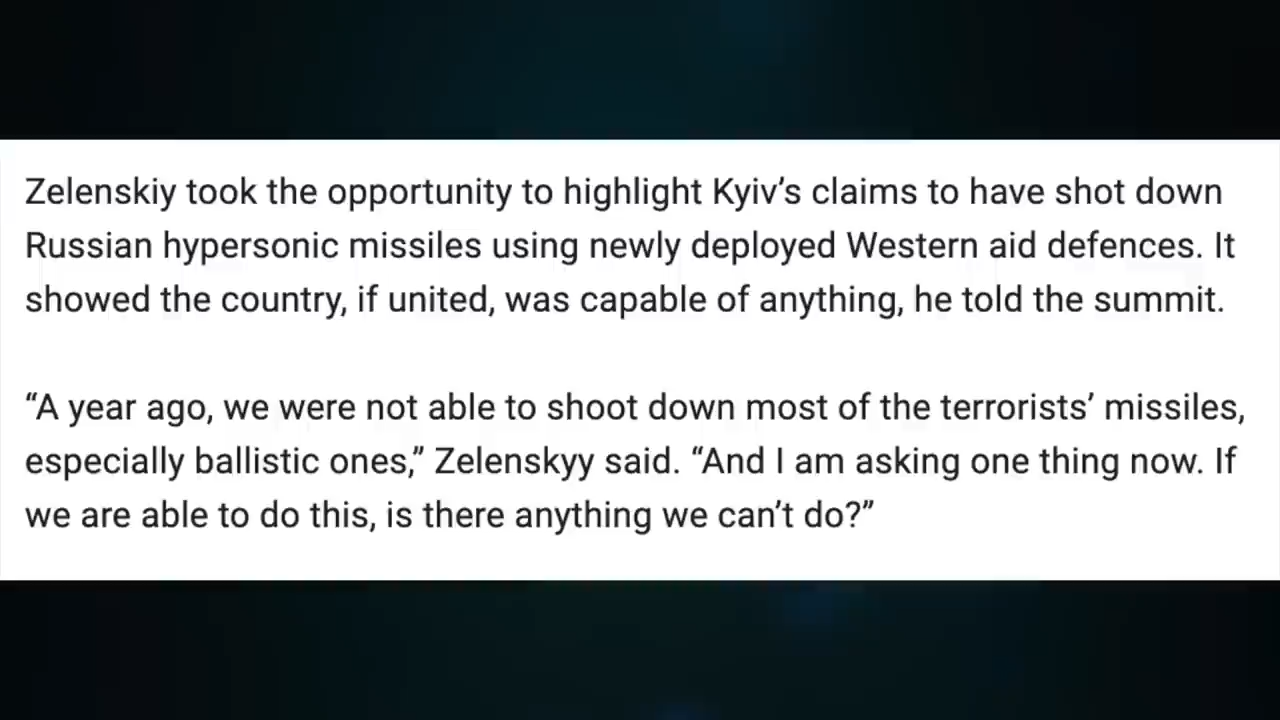 Zelenskiy took the opportunity to highlight Kyiv’s claims to have shot down
Russian hypersonic missiles using newly deployed Western aid defences. It
showed the country, if united, was capable of anything, he told the summit.
“A year ago, we were not able to shoot down most of the terrorists’ missiles,
especially ballistic ones,” Zelenskyy said. “And I am asking one thing now. If
we are able to do this, is there anything we can’t do?”